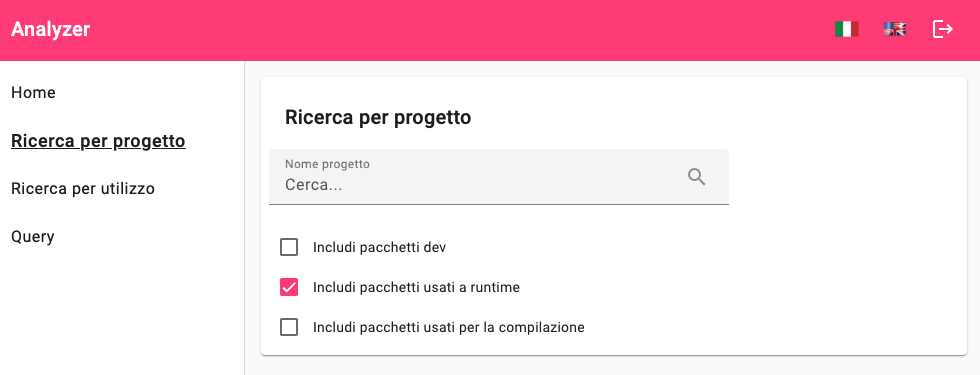 Analyzer
Home
Ricerca per progetto
Ricerca per utilizzo
Query
Ricerca per progetto
Nome progetto
Cerca...
Includi pacchetti dev
Includi pacchetti usati a runtime
Includi pacchetti usati per la compilazione